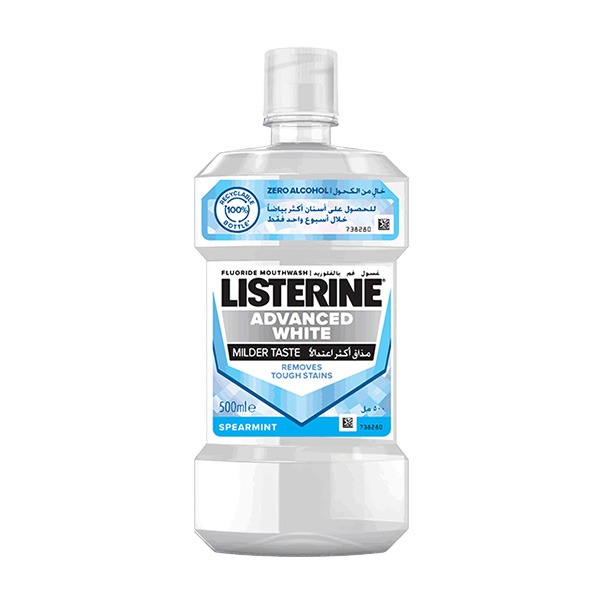 ZERO ALCOHOL | خالٍ من الكحول
RECYCLABLE
100%
BOTTLE*
للحصول على أسنان أكثر بياضاً
خلال أسبوع واحد فقط
738280
FLUORIDE MOUTHWASH | غسول فم بالفلوريد
LISTERINE®
ADVANCED
WHITE
MILDER TASTE مذاق أكثر اعتدالاً
REMOVES
TOUGH STAINS
500ml℮ ٥٠٠ مل
SPEARMINT
738280